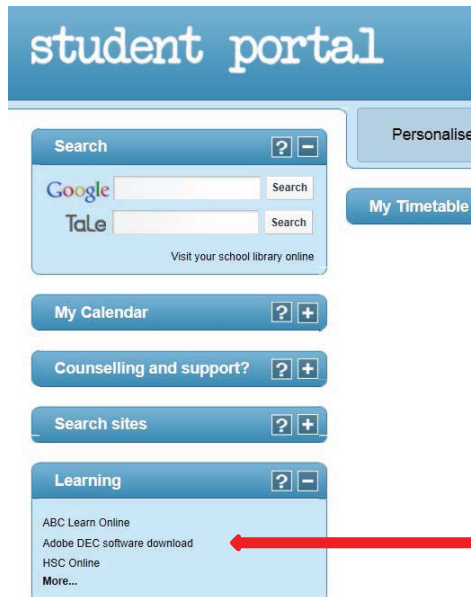 student portal
Personalise
Search ? −
Google Search
TaLe Search
Visit your school library online
My Timetable
My Calendar ? +
Counselling and support? ? +
Search sites ? +
Learning ? −
ABC Learn Online
Adobe DEC software download
HSC Online
More...